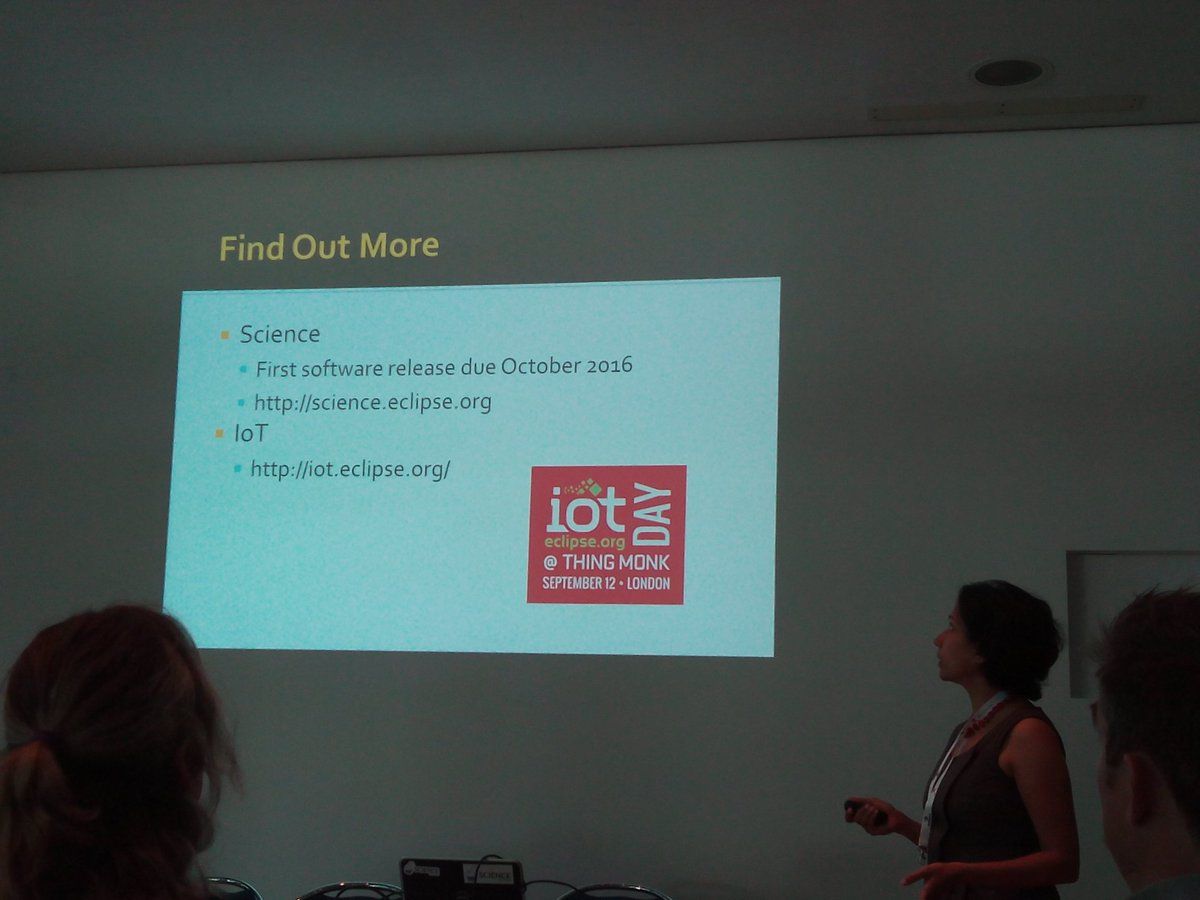 Find Out More
Science
First software release due October 2016
http://science.eclipse.org
IoT
http://iot.eclipse.org/
iot DAY
eclipse.org
@ THING MONK
SEPTEMBER 12 • LONDON
SCIENCE